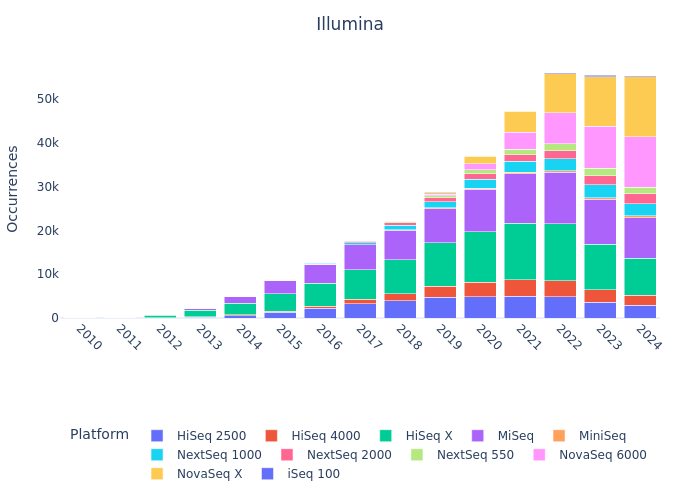 Illumina
Occurrences
50k
40k
30k
20k
10k
0
2010 2011 2012 2013 2014 2015 2016 2017 2018 2019 2020 2021 2022 2023 2024
Platform HiSeq 2500 HiSeq 4000 HiSeq X MiSeq MiniSeq
NextSeq 1000 NextSeq 2000 NextSeq 550 NovaSeq 6000
NovaSeq X iSeq 100